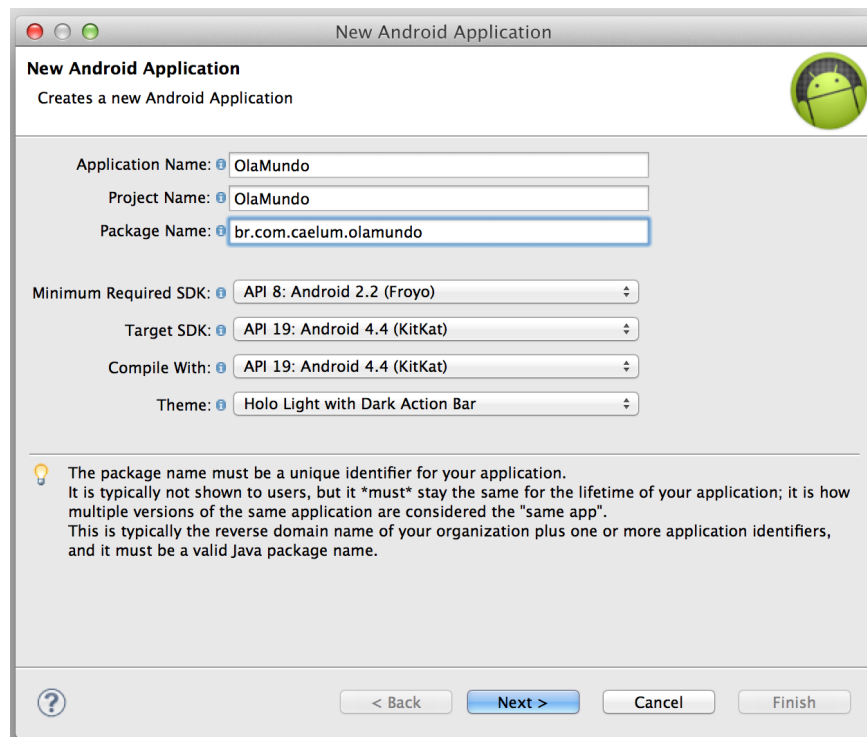 New Android Application
New Android Application
Creates a new Android Application
Application Name: OlaMundo
Project Name: OlaMundo
Package Name: br.com.caelum.olamundo
Minimum Required SDK: API 8: Android 2.2 (Froyo)
Target SDK: API 19: Android 4.4 (KitKat)
Compile With: API 19: Android 4.4 (KitKat)
Theme: Holo Light with Dark Action Bar
The package name must be a unique identifier for your application.
It is typically not shown to users, but it *must* stay the same for the lifetime of your application; it is how
multiple versions of the same application are considered the "same app".
This is typically the reverse domain name of your organization plus one or more application identifiers,
and it must be a valid Java package name.
? < Back Next > Cancel Finish